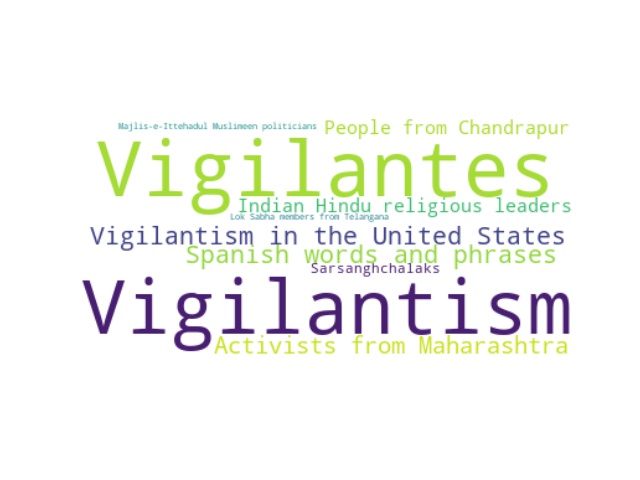 Majlis-e-Ittehadul Muslimeen politicians
People from Chandrapur
Vigilantes
Indian Hindu religious leaders
Lok Sabha members from Telangana
Vigilantism in the United States
Spanish words and phrases
Sarsanghchalaks
Vigilantism
Activists from Maharashtra